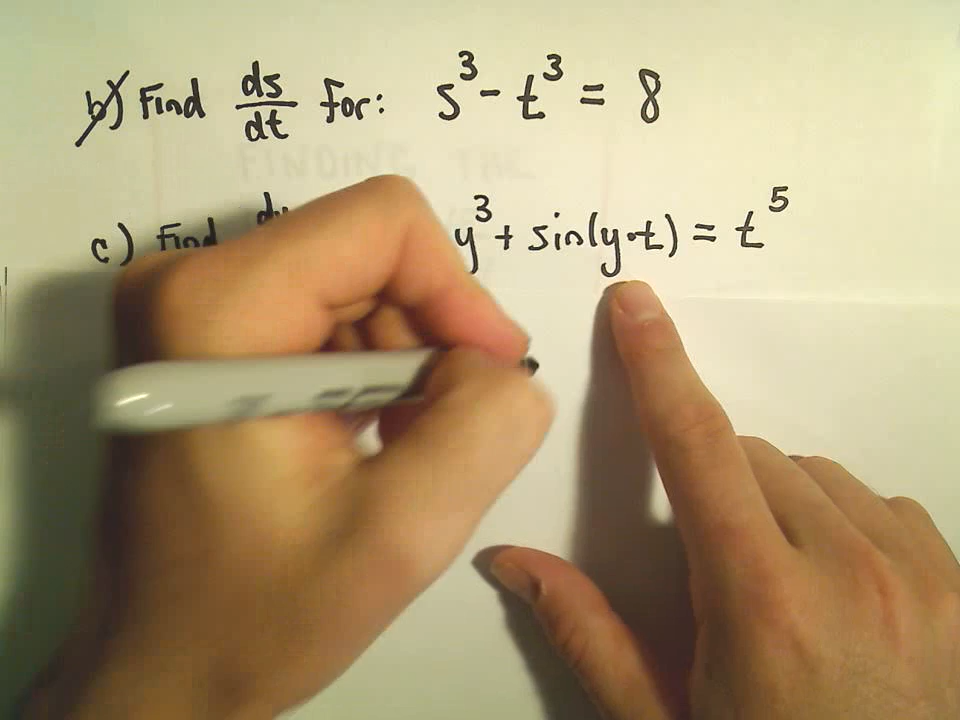 b) Find ds/dt for: s³ - t³ = 8
c) Find y³ + sin(y·t) = t⁵